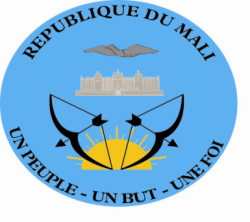 REPUBLIQUE DU MALI
UN PEUPLE - UN BUT - UNE FOI